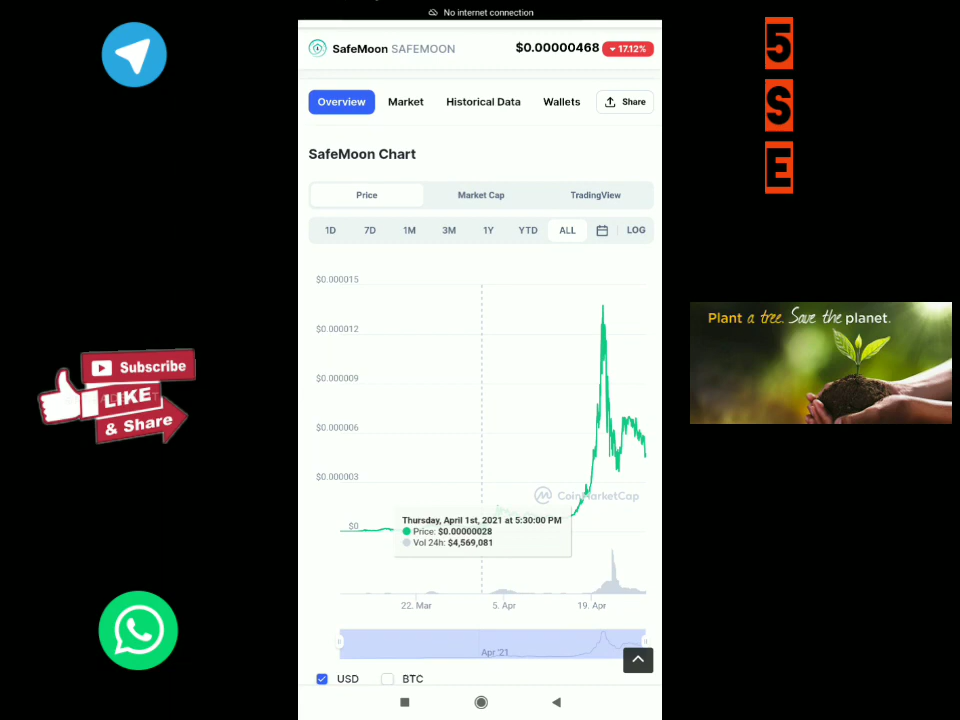 No internet connection
SafeMoon SAFEMOON
$0.00000468
17.12%
Overview
Market
Historical Data
Wallets
Share
SafeMoon Chart
Price
Market Cap
TradingView
1D
7D
1M
3M
1Y
YTD
ALL
LOG
$0.000015
$0.000012
$0.000009
$0.000006
$0.000003
$0
CoinMarketCap
Thursday, April 1st, 2021 at 5:30:00 PM
Price: $0.00000028
Vol 24h: $4,569,081
22. Mar
5. Apr
19. Apr
Apr '21
USD
BTC
Subscribe
LIKE
& Share
5
S
E
Plant a tree. Save the planet.